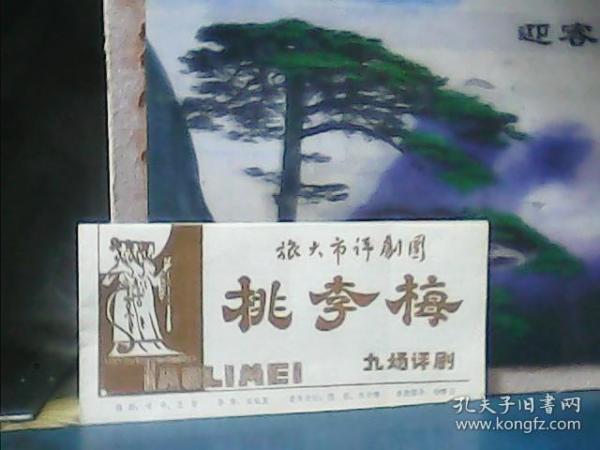 迎客
旅大市评剧团
桃李梅
九场评剧
TAOLIMEI
孔夫子旧书网
www.kongfz.com